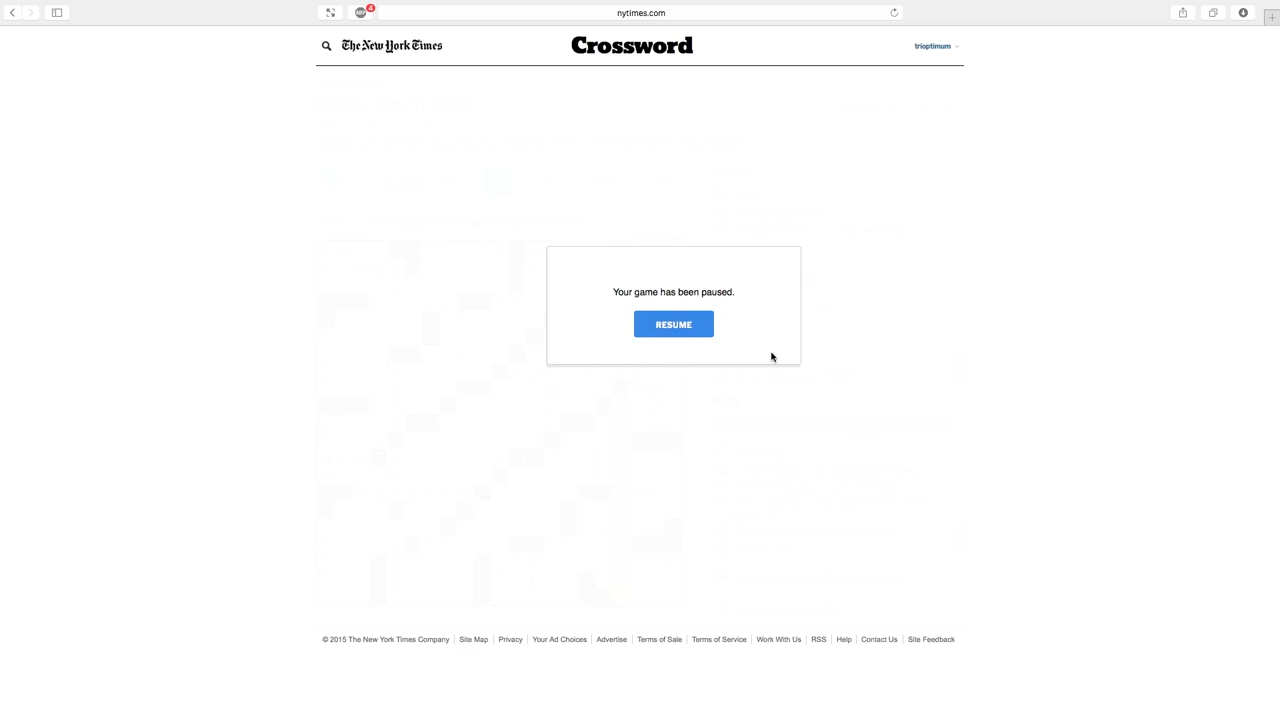 4
ABP
nytimes.com
The New York Times
Crossword
trioptimum
Your game has been paused.
RESUME
© 2015 The New York Times Company
Site Map
Privacy
Your Ad Choices
Advertise
Terms of Sale
Terms of Service
Work With Us
RSS
Help
Contact Us
Site Feedback